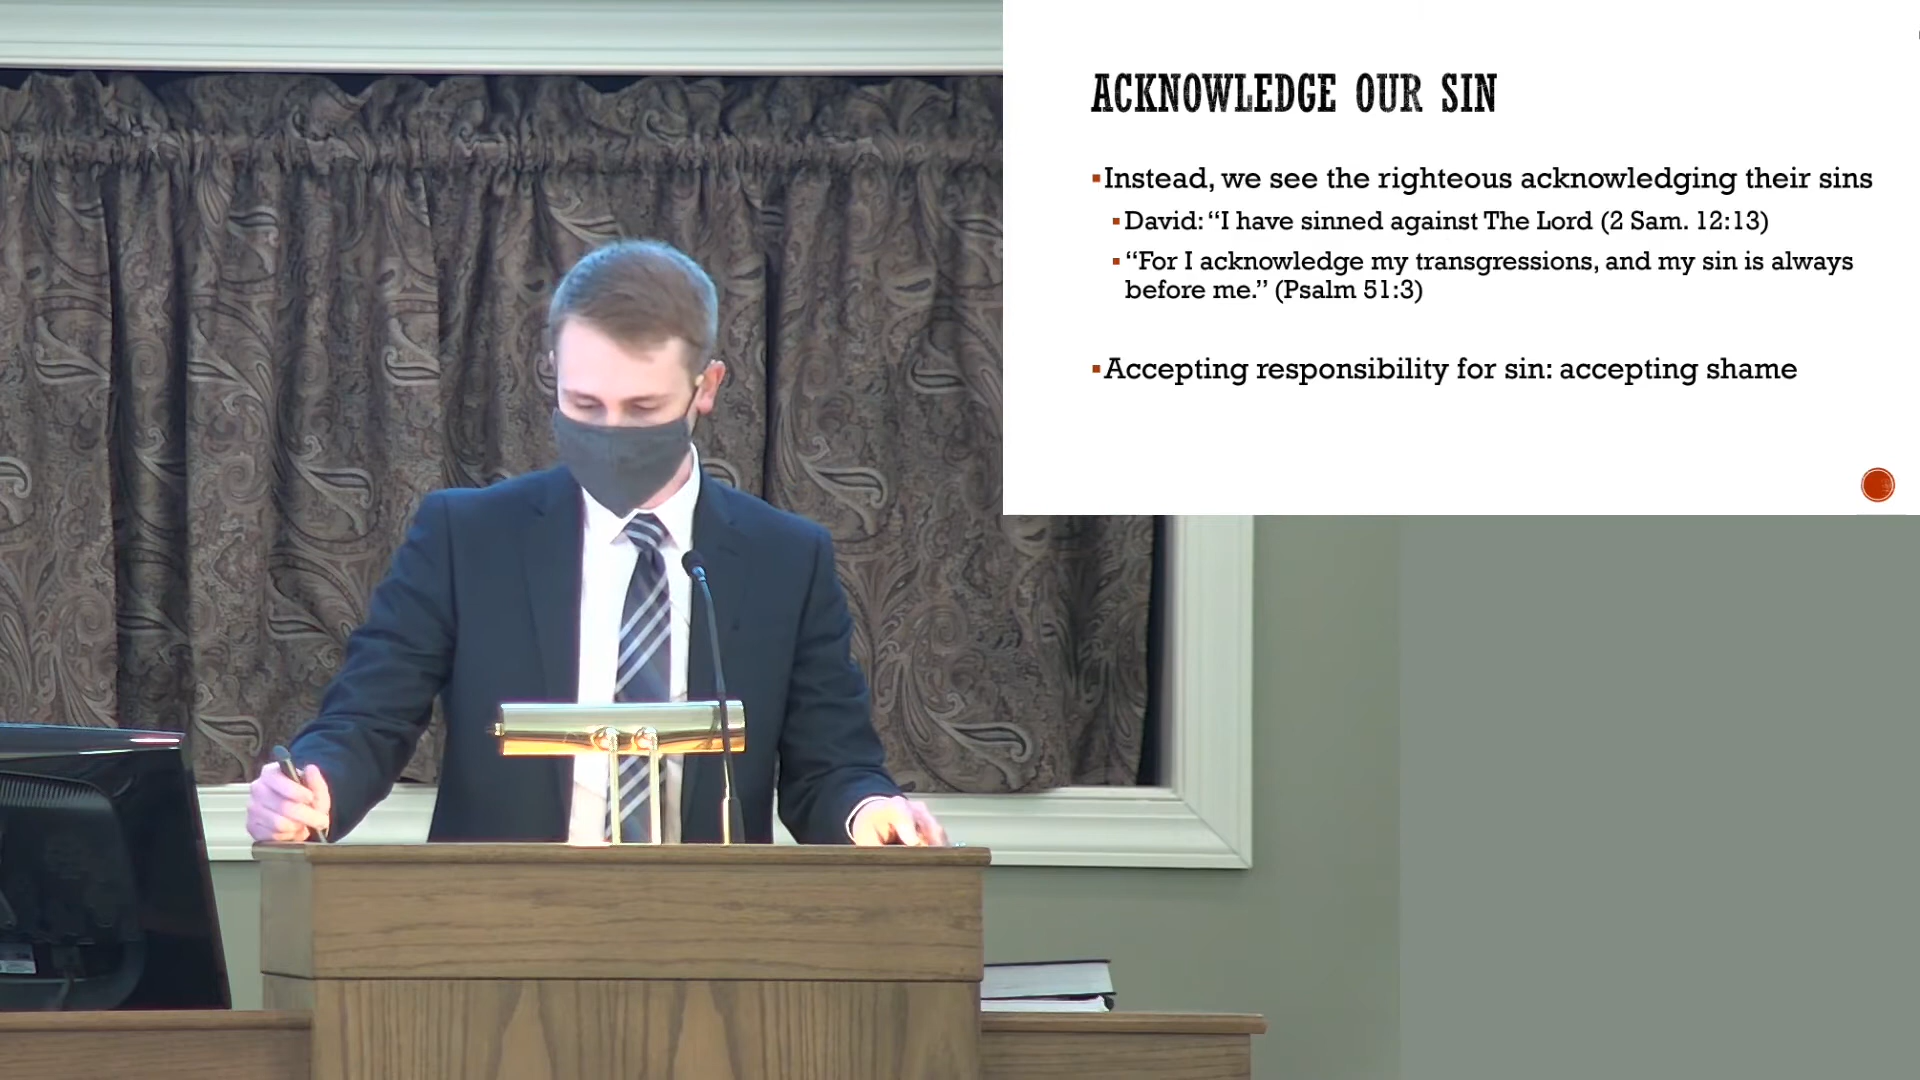 ACKNOWLEDGE OUR SIN
▪Instead, we see the righteous acknowledging their sins
▪David: “I have sinned against The Lord (2 Sam. 12:13)
▪“For I acknowledge my transgressions, and my sin is always
before me.” (Psalm 51:3)
▪Accepting responsibility for sin: accepting shame